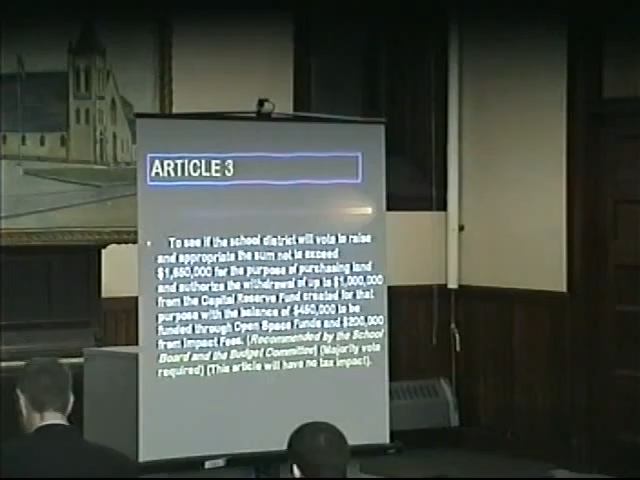 ARTICLE 3
• To see if the school district will vote to raise
and appropriate the sum not to exceed
$1,650,000 for the purpose of purchasing land
and authorize the withdrawal of up to $1,000,000
from the Capital Reserve Fund created for that
purpose with the balance of $450,000 to be
funded through Open Space Funds and $200,000
from Impact Fees. (Recommended by the School
Board and the Budget Committee) (Majority vote
required) (This article will have no tax impact).